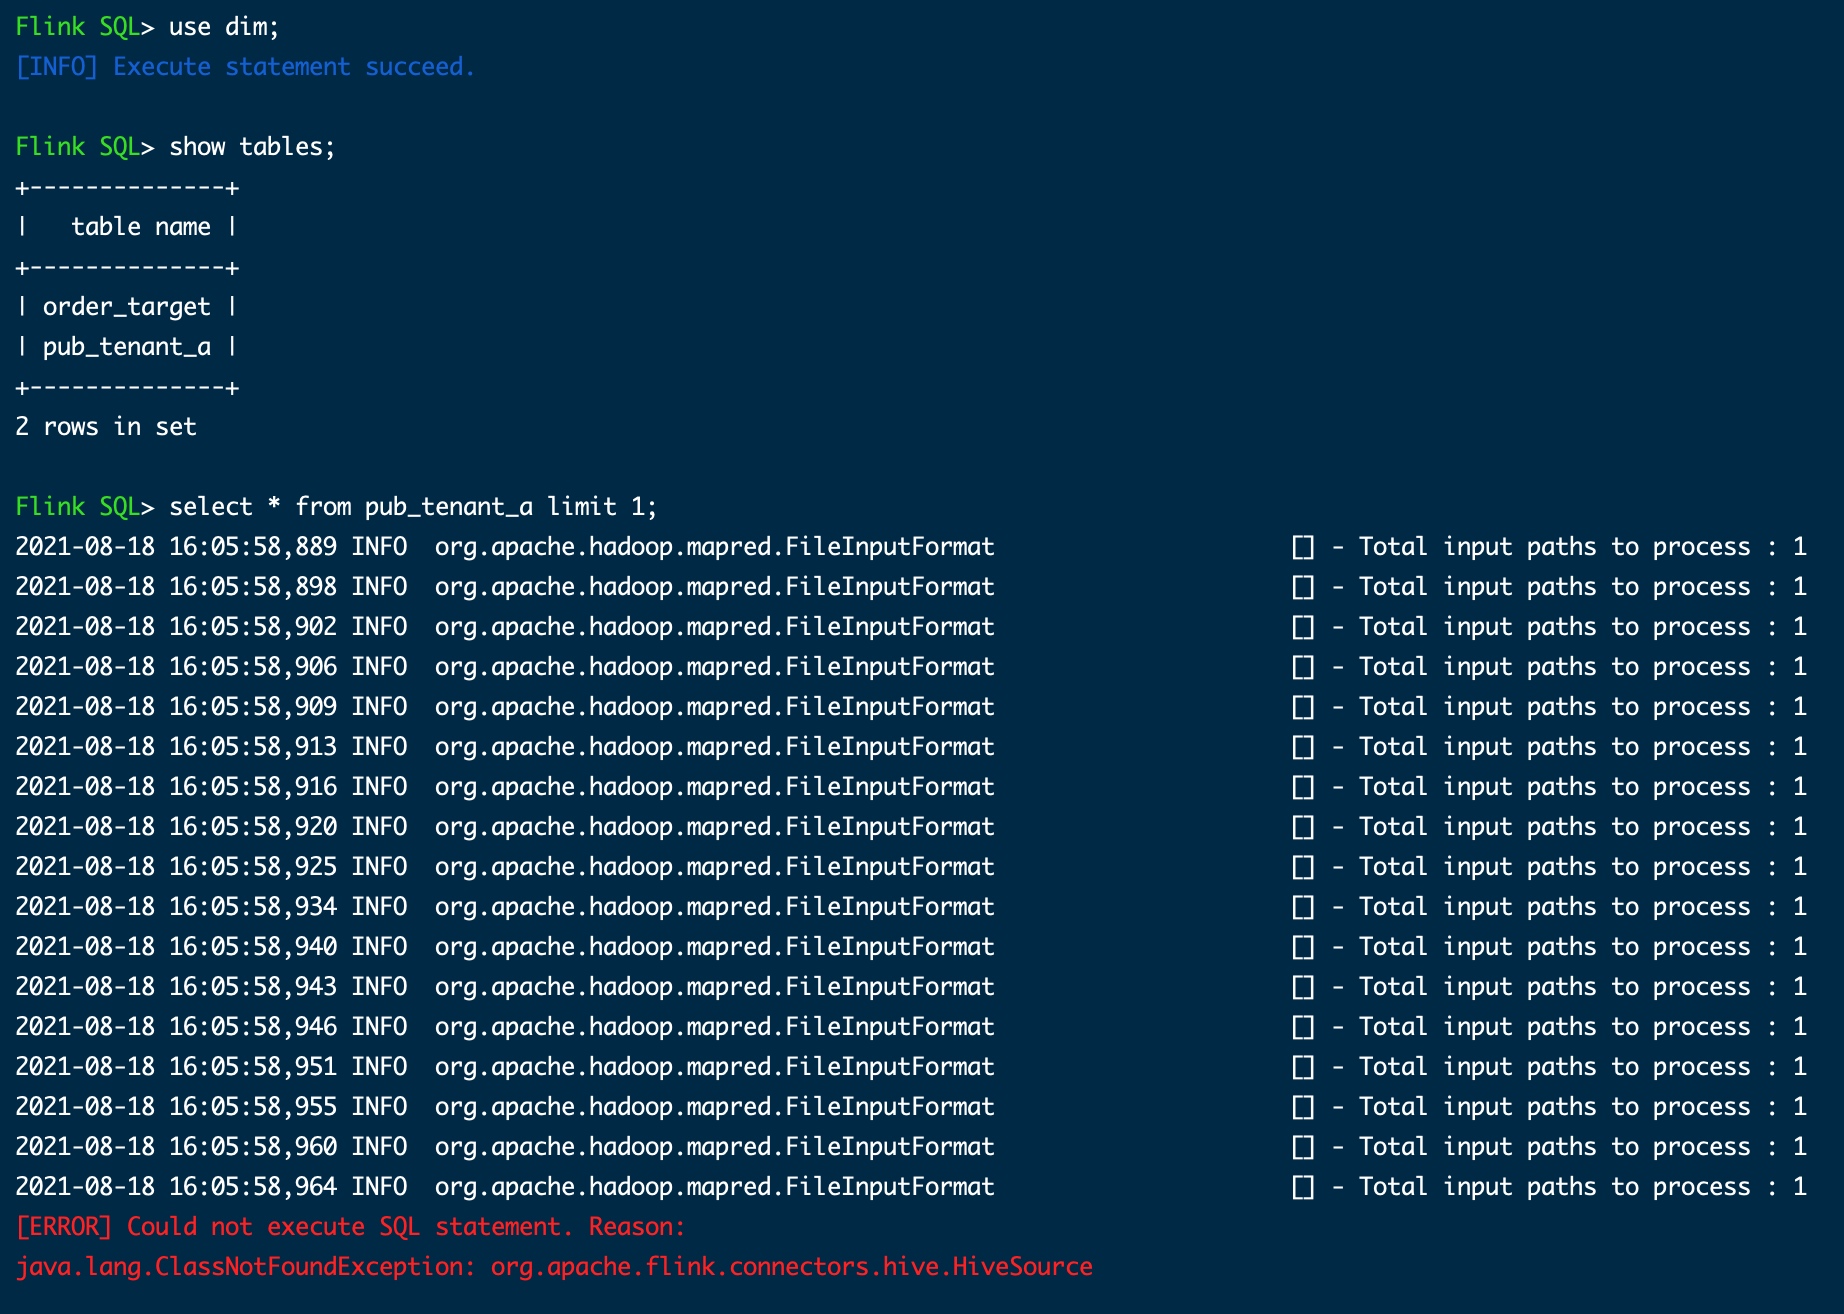 Flink SQL> use dim;
[INFO] Execute statement succeed.
Flink SQL> show tables;
+--------------+
|   table name |
+--------------+
| order_target |
| pub_tenant_a |
+--------------+
2 rows in set
Flink SQL> select * from pub_tenant_a limit 1;
2021-08-18 16:05:58,889 INFO  org.apache.hadoop.mapred.FileInputFormat                     [] - Total input paths to process : 1
2021-08-18 16:05:58,898 INFO  org.apache.hadoop.mapred.FileInputFormat                     [] - Total input paths to process : 1
2021-08-18 16:05:58,902 INFO  org.apache.hadoop.mapred.FileInputFormat                     [] - Total input paths to process : 1
2021-08-18 16:05:58,906 INFO  org.apache.hadoop.mapred.FileInputFormat                     [] - Total input paths to process : 1
2021-08-18 16:05:58,909 INFO  org.apache.hadoop.mapred.FileInputFormat                     [] - Total input paths to process : 1
2021-08-18 16:05:58,913 INFO  org.apache.hadoop.mapred.FileInputFormat                     [] - Total input paths to process : 1
2021-08-18 16:05:58,916 INFO  org.apache.hadoop.mapred.FileInputFormat                     [] - Total input paths to process : 1
2021-08-18 16:05:58,920 INFO  org.apache.hadoop.mapred.FileInputFormat                     [] - Total input paths to process : 1
2021-08-18 16:05:58,925 INFO  org.apache.hadoop.mapred.FileInputFormat                     [] - Total input paths to process : 1
2021-08-18 16:05:58,934 INFO  org.apache.hadoop.mapred.FileInputFormat                     [] - Total input paths to process : 1
2021-08-18 16:05:58,940 INFO  org.apache.hadoop.mapred.FileInputFormat                     [] - Total input paths to process : 1
2021-08-18 16:05:58,943 INFO  org.apache.hadoop.mapred.FileInputFormat                     [] - Total input paths to process : 1
2021-08-18 16:05:58,946 INFO  org.apache.hadoop.mapred.FileInputFormat                     [] - Total input paths to process : 1
2021-08-18 16:05:58,951 INFO  org.apache.hadoop.mapred.FileInputFormat                     [] - Total input paths to process : 1
2021-08-18 16:05:58,955 INFO  org.apache.hadoop.mapred.FileInputFormat                     [] - Total input paths to process : 1
2021-08-18 16:05:58,960 INFO  org.apache.hadoop.mapred.FileInputFormat                     [] - Total input paths to process : 1
2021-08-18 16:05:58,964 INFO  org.apache.hadoop.mapred.FileInputFormat                     [] - Total input paths to process : 1
[ERROR] Could not execute SQL statement. Reason:
java.lang.ClassNotFoundException: org.apache.flink.connectors.hive.HiveSource